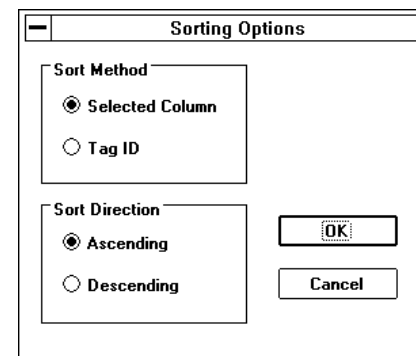 Sorting Options
Sort Method
Selected Column
Tag ID
Sort Direction
Ascending
Descending
OK
Cancel